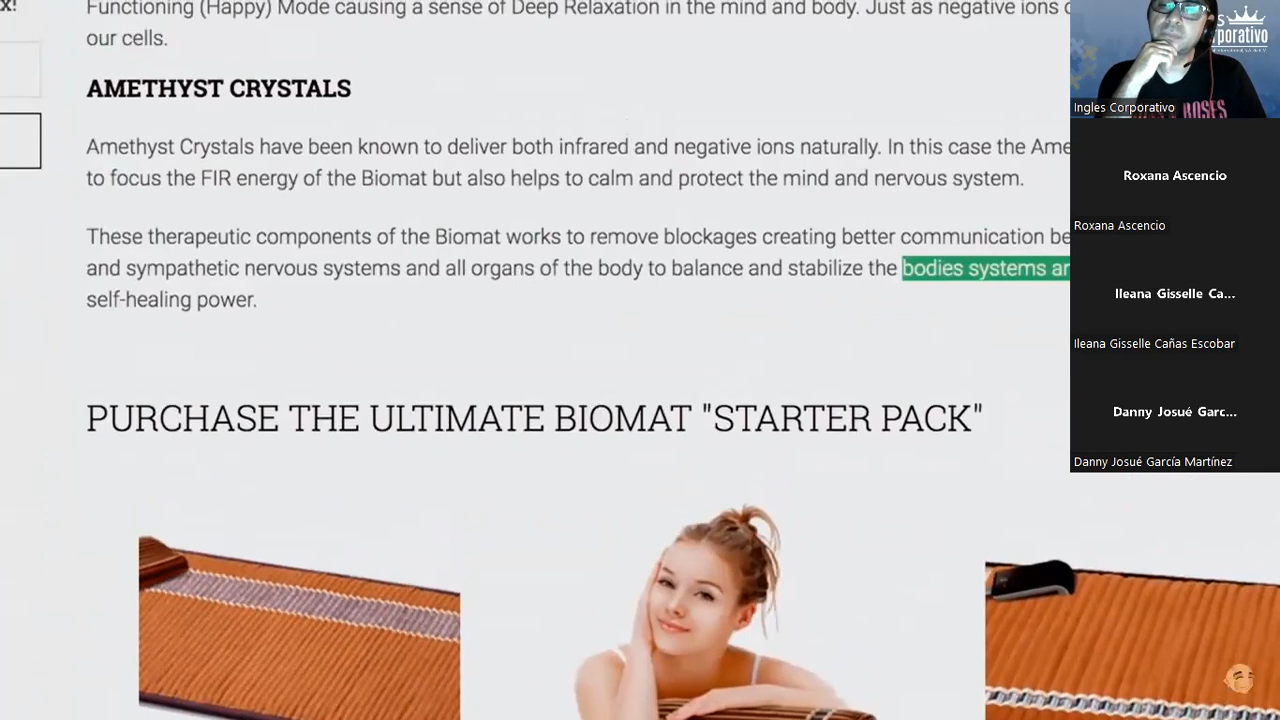 x!
Functioning (Happy) Mode causing a sense of Deep Relaxation in the mind and body. Just as negative ions
our cells.
AMETHYST CRYSTALS
Amethyst Crystals have been known to deliver both infrared and negative ions naturally. In this case the Ame
to focus the FIR energy of the Biomat but also helps to calm and protect the mind and nervous system.
These therapeutic components of the Biomat works to remove blockages creating better communication be
and sympathetic nervous systems and all organs of the body to balance and stabilize the bodies systems ar
self-healing power.
PURCHASE THE ULTIMATE BIOMAT "STARTER PACK"
Ingles Corporativo
Roxana Ascencio
Roxana Ascencio
Ileana Gisselle Ca...
Ileana Gisselle Cañas Escobar
Danny Josué Garc...
Danny Josué García Martínez
porativo
ROSES